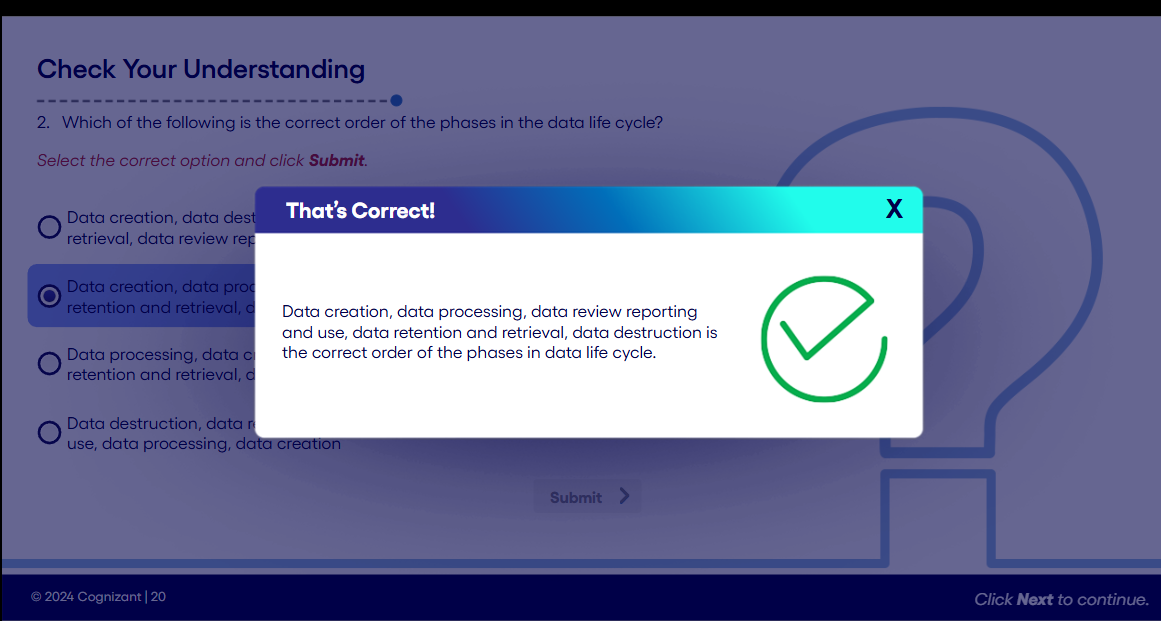 Check Your Understanding
2. Which of the following is the correct order of the phases in the data life cycle?
Select the correct option and click Submit.
That's Correct!
X
Data creation, data dest
retrieval, data review rep
Data creation, data proc
retention and retrieval, d
Data creation, data processing, data review reporting
and use, data retention and retrieval, data destruction is
the correct order of the phases in data life cycle.
Data processing, data c
retention and retrieval, d
Data destruction, data r
use, data processing, data creation
Submit
© 2024 Cognizant | 20
Click Next to continue.